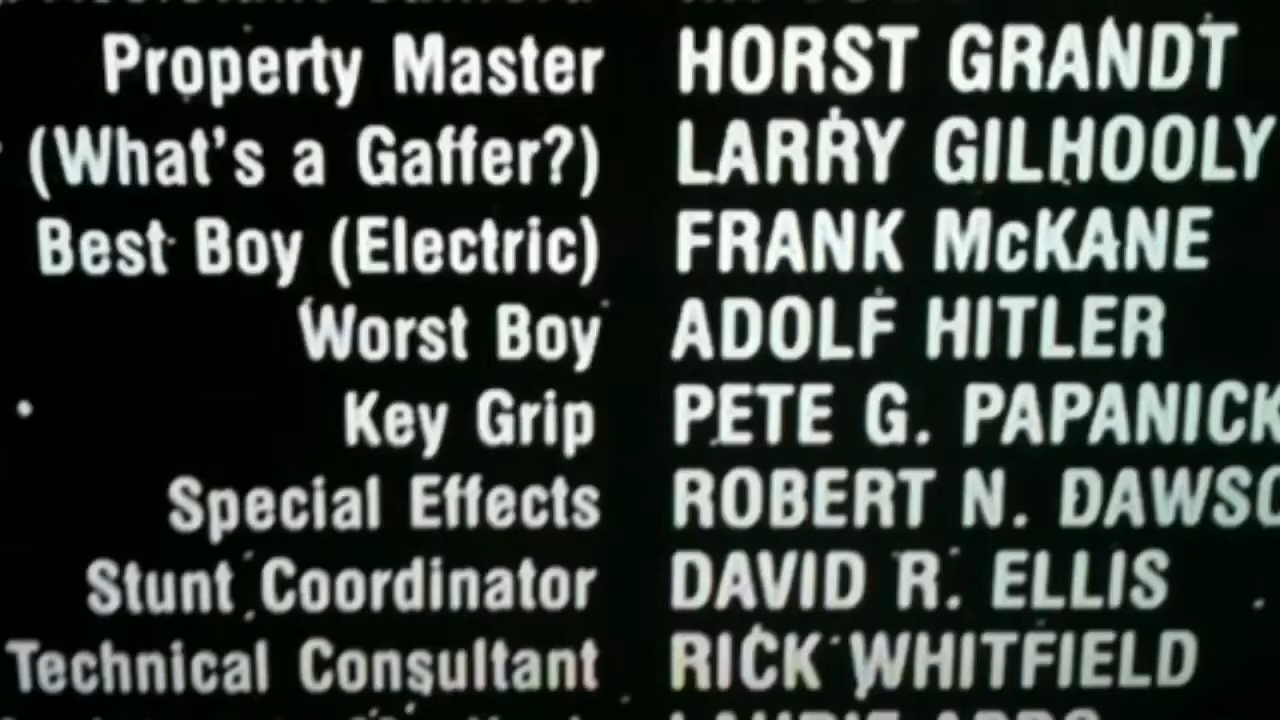 Property Master HORST GRANDT
(What's a Gaffer?) LARRY GILHOOLY
Best Boy (Electric) FRANK McKANE
Worst Boy ADOLF HITLER
Key Grip PETE G. PAPANICK
Special Effects ROBERT N. DAWSO
Stunt Coordinator DAVID R. ELLIS
Technical Consultant RICK WHITFIELD